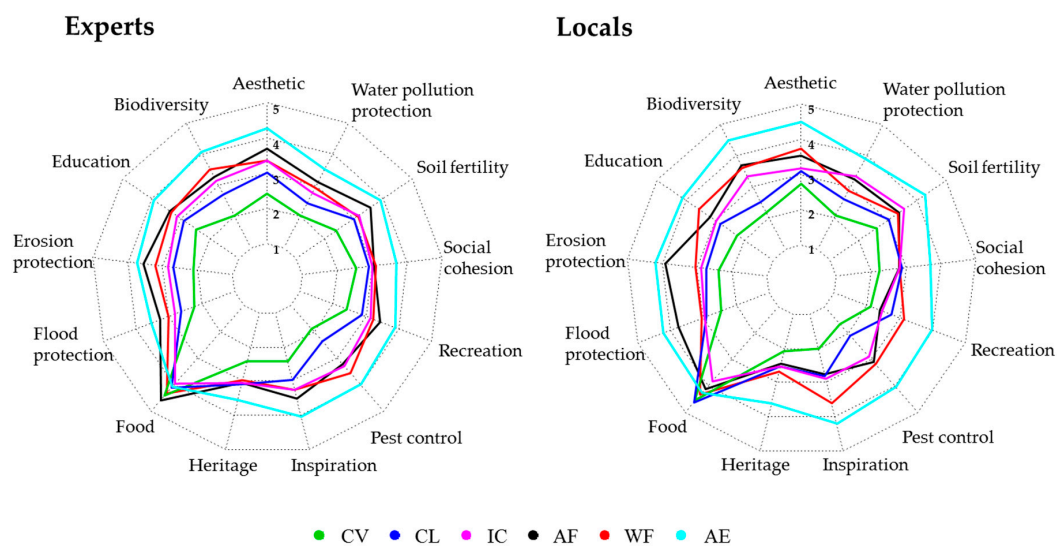 Experts
Aesthetic
Water pollution
protection
Soil fertility
Social
cohesion
Recreation
Pest control
Inspiration
Heritage
Food
Flood
protection
Erosion
protection
Education
Biodiversity
5
4
3
2
1
Locals
Aesthetic
Water pollution
protection
Soil fertility
Social
cohesion
Recreation
Pest control
Inspiration
Heritage
Food
Flood
protection
Erosion
protection
Education
Biodiversity
5
4
3
2
1
CV CL IC AF WF AE